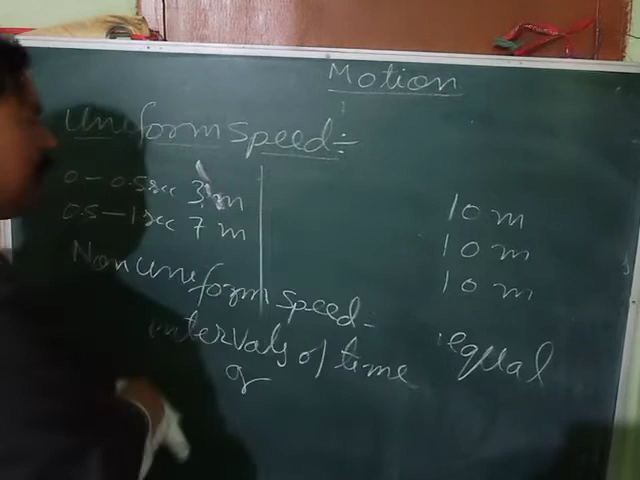 Motion
Uniform speed:-
0 - 0.5 sec 3 m
0.5 - 1 sec 7 m
10 m
10 m
10 m
Non uniform speed-
intervals of time equal